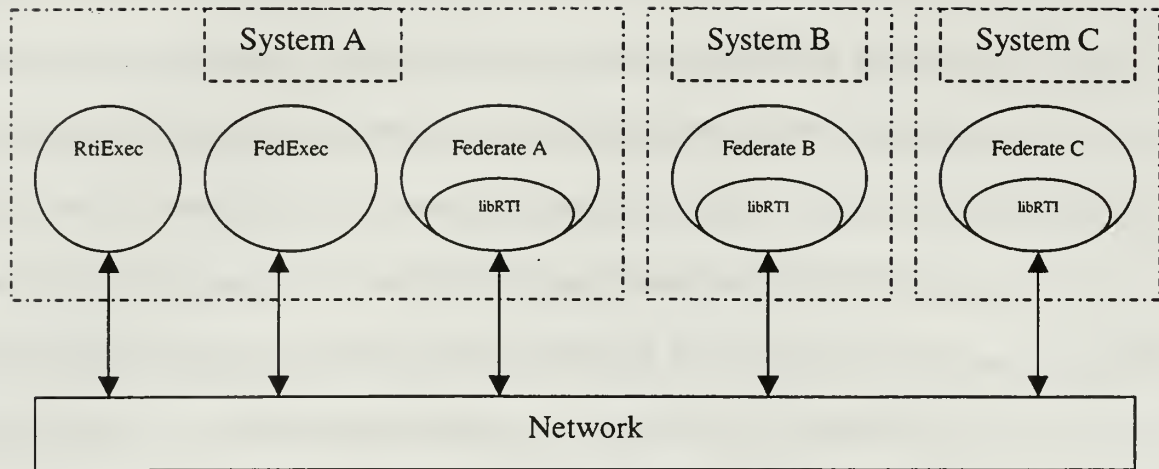 System A
System B
System C
RtiExec
FedExec
Federate A
Federate B
Federate C
libRTI
libRTI
libRTI
Network